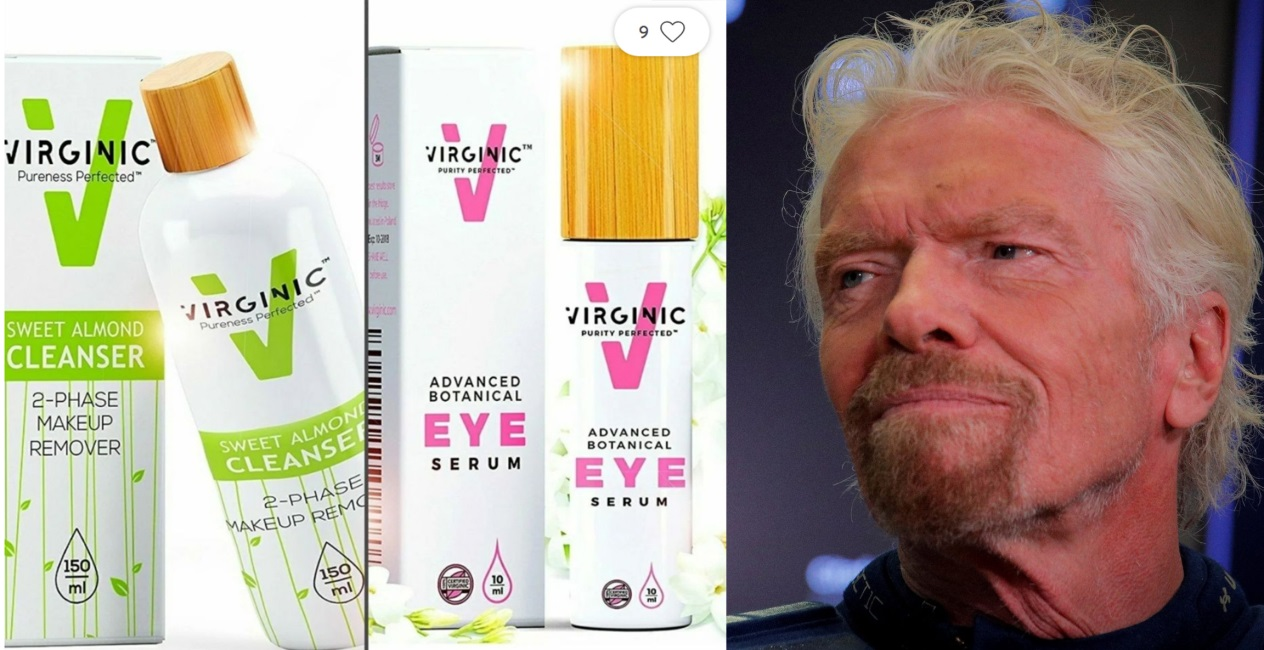 VIRGINIC™
Pureness Perfected™
SWEET ALMOND
CLEANSER
2-PHASE
MAKEUP
REMOVER
150
ml
VIRGINIC™
Pureness Perfected™
SWEET ALMOND
CLEANSER
2-PHASE
MAKEUP
150
ml
VIRGINIC™
PURITY PERFECTED™
ADVANCED
BOTANICAL
EYE
SERUM
10
ml
9
VIRGINIC
PURITY PERFECTED™
ADVANCED
BOTANICAL
EYE
SERUM
10
ml